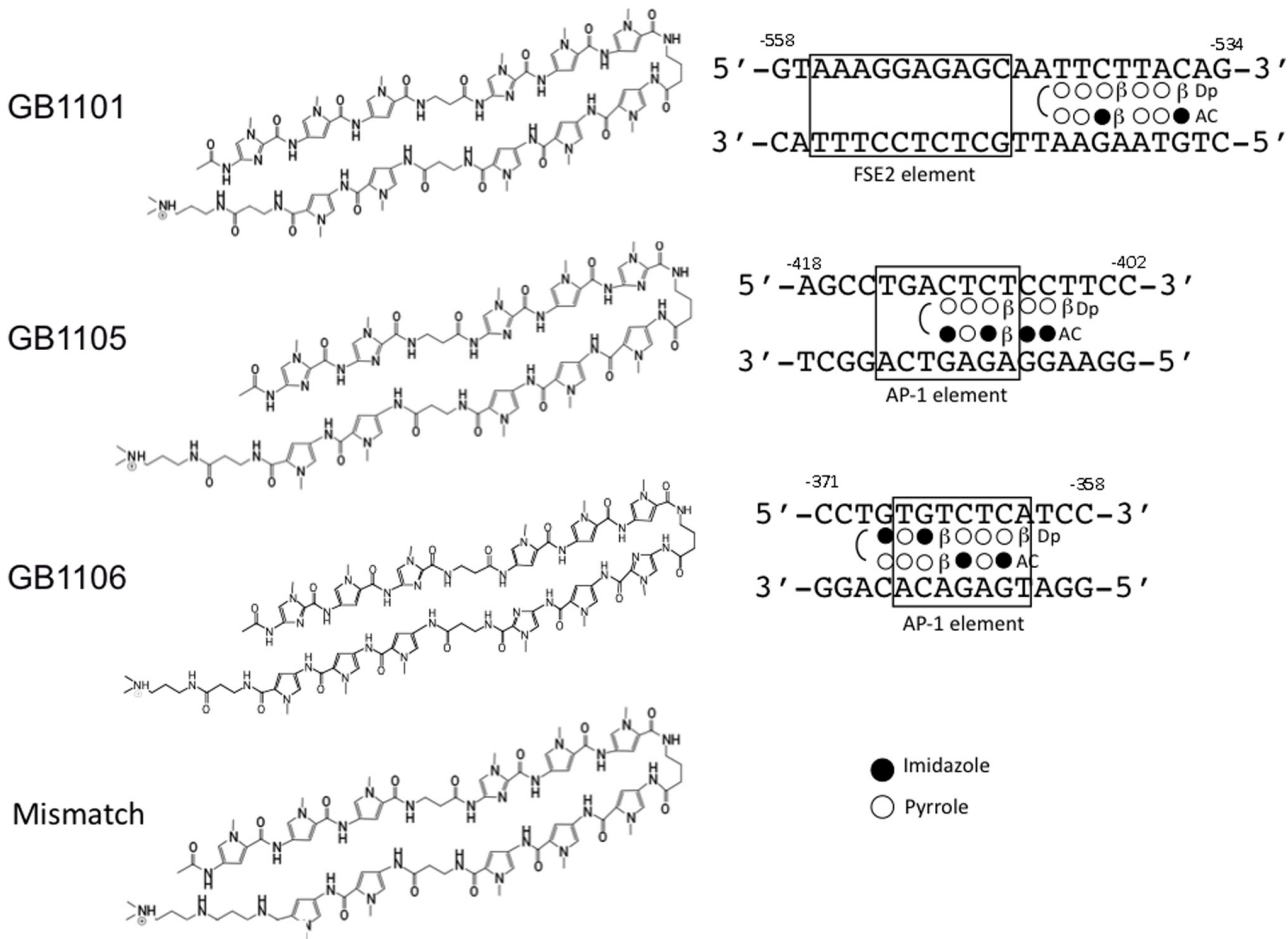 GB1101
-558 -534
5′-GTAAAGGAGAGCAATTCTTACAG-3′
β β Dp
β AC
3′-CATTTCCTCTCGTTAAGAATGTC-5′
FSE2 element
GB1105
-418 -402
5′-AGCCTGACTCTCCTTCC-3′
β β Dp
β AC
3′-TCGGACTGAGAGGAAGG-5′
AP-1 element
GB1106
-371 -358
5′-CCTGTGTCTCATCC-3′
β β Dp
β AC
3′-GGACACAGAGTAGG-5′
AP-1 element
Mismatch
Imidazole
Pyrrole